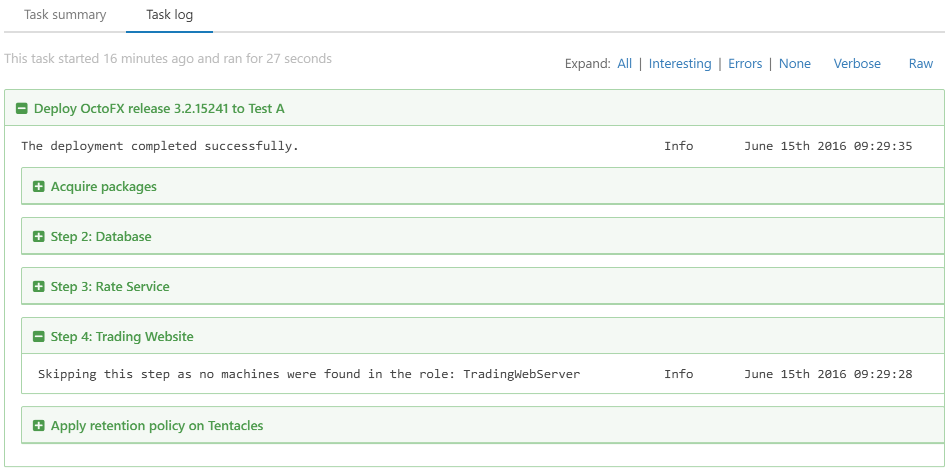 Task summary Task log
This task started 16 minutes ago and ran for 27 seconds
Expand: All | Interesting | Errors | None Verbose Raw
Deploy OctoFX release 3.2.15241 to Test A
The deployment completed successfully. Info June 15th 2016 09:29:35
Acquire packages
Step 2: Database
Step 3: Rate Service
Step 4: Trading Website
Skipping this step as no machines were found in the role: TradingWebServer Info June 15th 2016 09:29:28
Apply retention policy on Tentacles